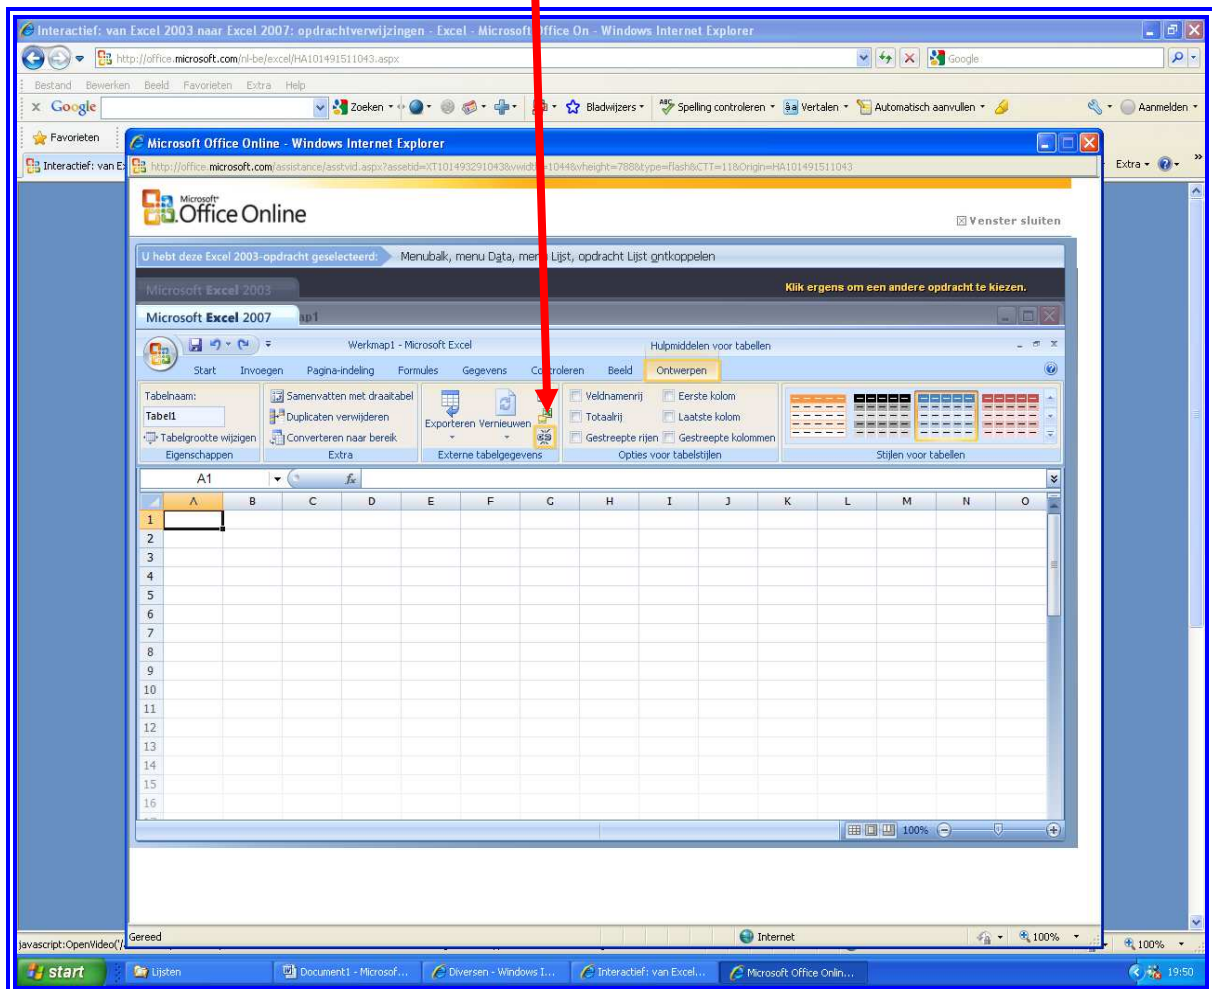 Interactief: van Excel 2003 naar Excel 2007: opdrachtverwijzingen - Excel - Microsoft Office On - Windows Internet Explorer
http://office.microsoft.com/nl-be/excel/HA101491511043.aspx
Google
Bestand Bewerken Beeld Favorieten Extra Help
x Google Zoeken Bladwijzers Spelling controleren Vertalen Automatisch aanvullen Aanmelden
Favorieten
Interactief: van E
Extra
Microsoft Office Online - Windows Internet Explorer
Microsoft
Office Online
Venster sluiten
U hebt deze Excel 2003-opdracht geselecteerd: Menubalk, menu Data, menu Lijst, opdracht Lijst ontkoppelen
Microsoft Excel 2003
Klik ergens om een andere opdracht te kiezen.
Microsoft Excel 2007
Werkmap1 - Microsoft Excel Hulpmiddelen voor tabellen
Start Invoegen Pagina-indeling Formules Gegevens Controleren Beeld Ontwerpen
Tabelnaam: Samenvatten met draaitabel Veldnamenrij Eerste kolom
Tabel1 Duplicaten verwijderen Exporteren Vernieuwen Totaalrij Laatste kolom
Tabelgrootte wijzigen Converteren naar bereik Gestreepte rijen Gestreepte kolommen
Eigenschappen Extra Externe tabelgegevens Opties voor tabelstijlen Stijlen voor tabellen
A1 fx
A B C D E F G H I J K L M N O
1
2
3
4
5
6
7
8
9
10
11
12
13
14
15
16
100%
Gereed Internet 100%
javascript:OpenVideo('/ 100%
start Lijsten Document1 - Microsof... Diversen - Windows I... Interactief: van Excel... Microsoft Office Onlin... 19:50